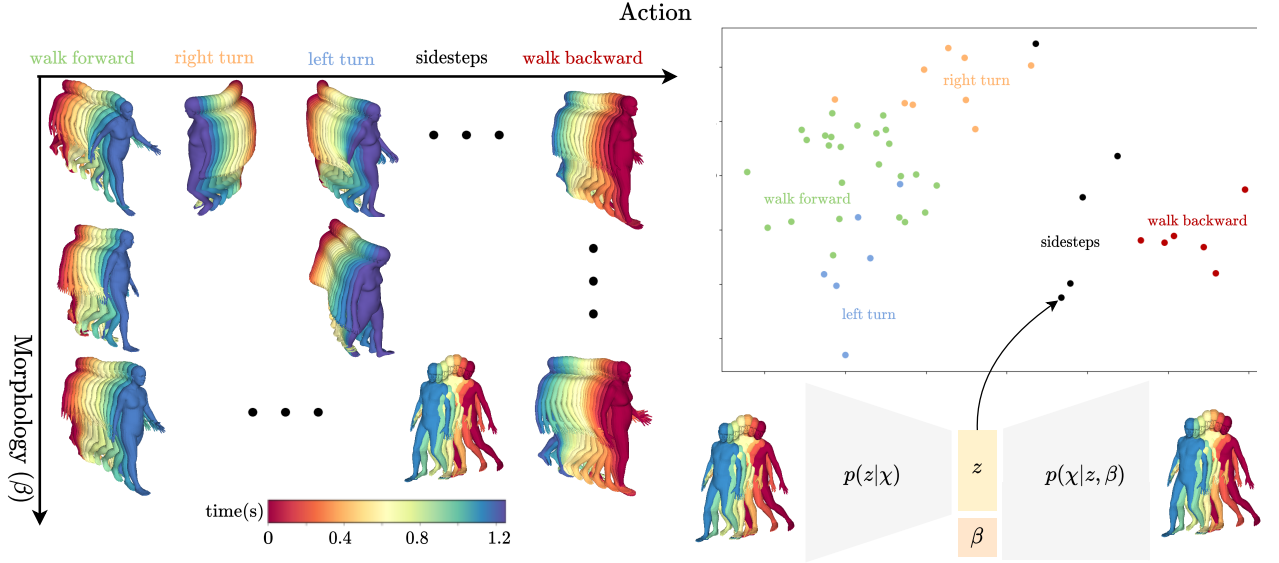 Action
walk forward
right turn
left turn
sidesteps
walk backward
Morphology (β)
time(s)
0
0.4
0.8
1.2
right turn
walk forward
walk backward
sidesteps
left turn
p(z|χ)
z
β
p(χ|z, β)